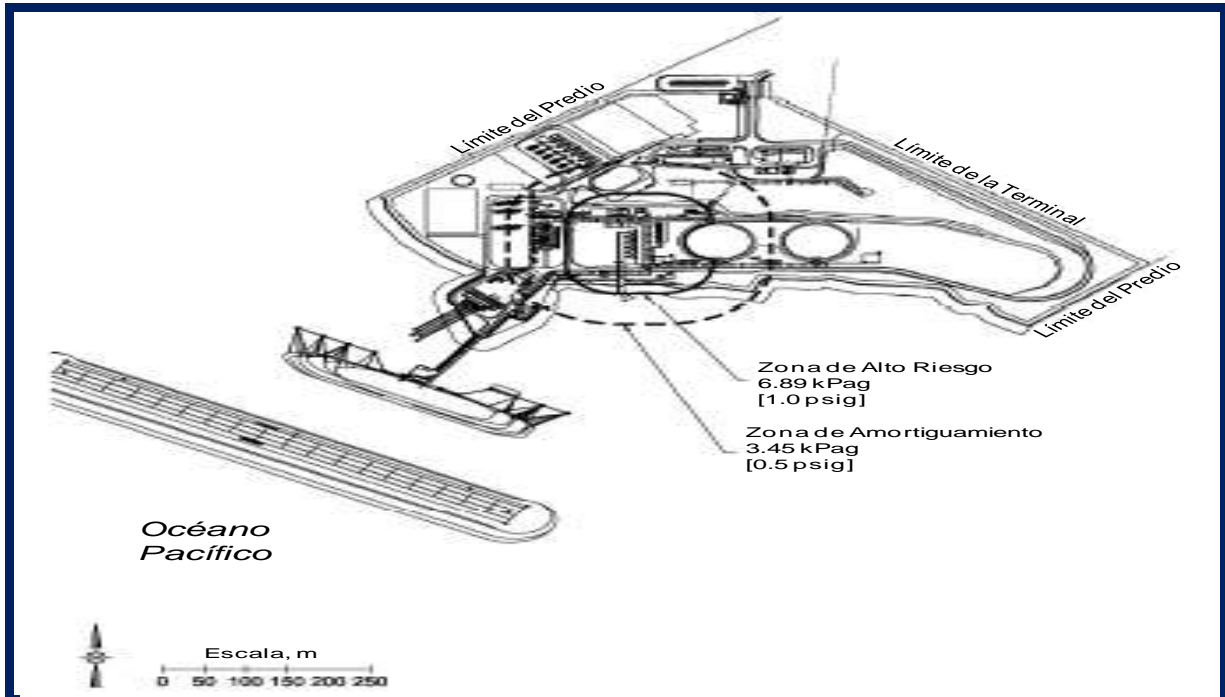 Límite del Predio
Límite de la Terminal
Límite del Predio
Zona de Alto Riesgo
6.89 kPag
[1.0 psig]
Zona de Amortiguamiento
3.45 kPag
[0.5 psig]
Océano
Pacífico
Escala, m
0 50 100 150 200 250